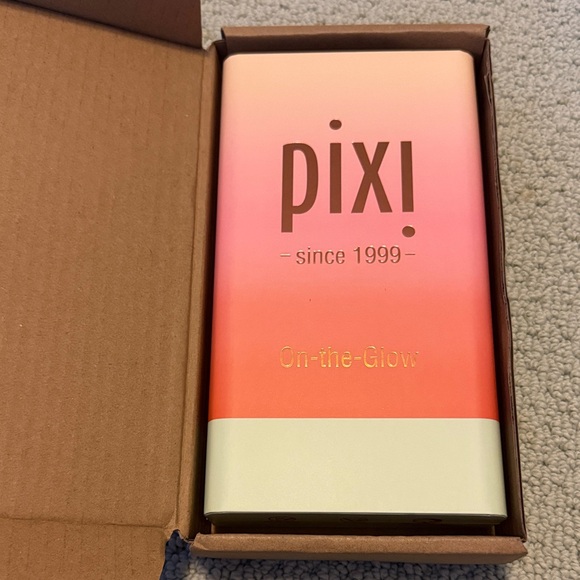 pixi
- since 1999 -
On-the-Glow